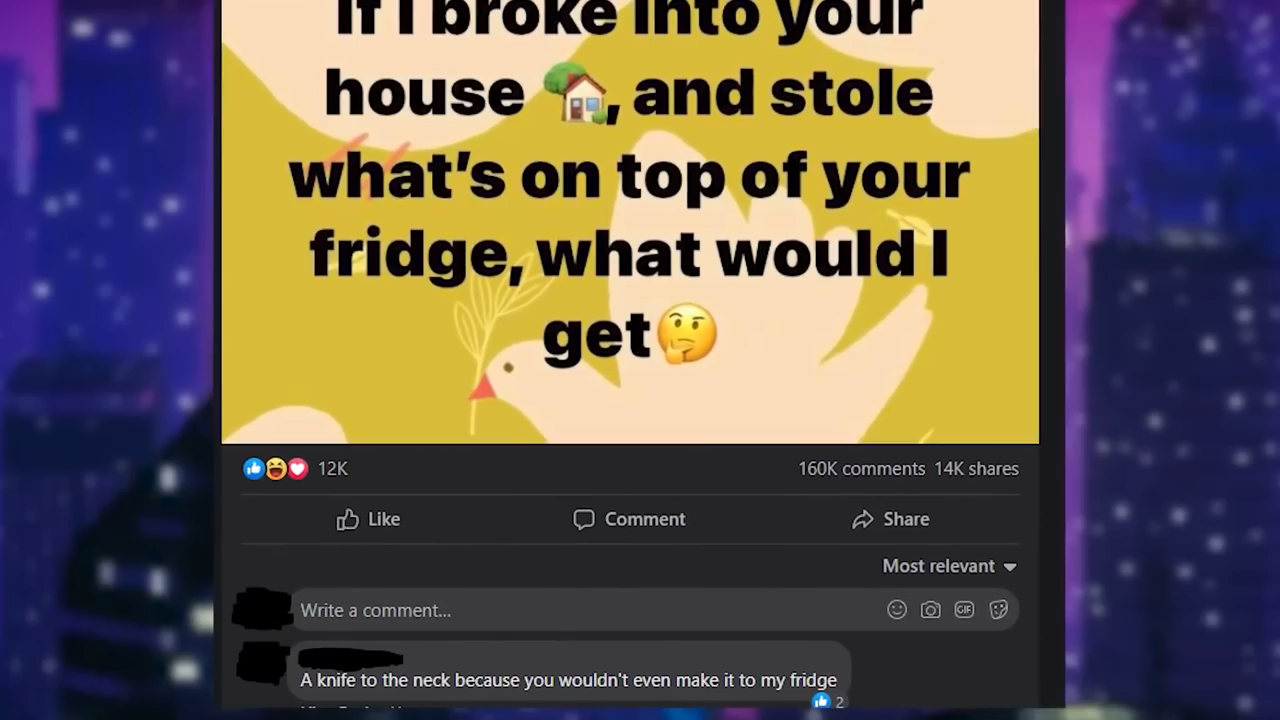 If I broke into your
house 🏡, and stole
what's on top of your
fridge, what would I
get🤔
12K
160K comments 14K shares
Like Comment Share
Most relevant
Write a comment...
GIF
A knife to the neck because you wouldn't even make it to my fridge
2